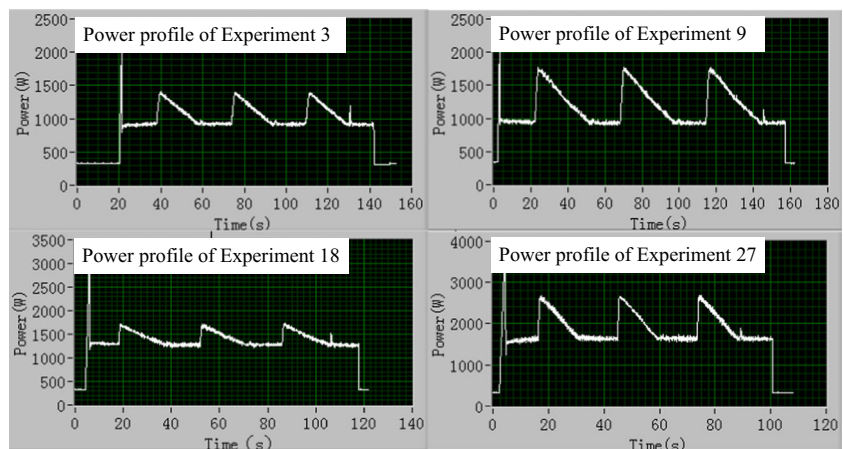 Power profile of Experiment 3
2500
2000
1500
1000
500
0
Power(W)
0 20 40 60 80 100 120 140 160
Time(s)
Power profile of Experiment 9
2500
2000
1500
1000
500
0
Power(W)
0 20 40 60 80 100 120 140 160 180
Time(s)
Power profile of Experiment 18
3500
3000
2500
2000
1500
1000
500
0
Power(W)
0 20 40 60 80 100 120 140
Time (s)
Power profile of Experiment 27
4000
3000
2000
1000
0
Power(W)
0 20 40 60 80 100 120
Time(s)